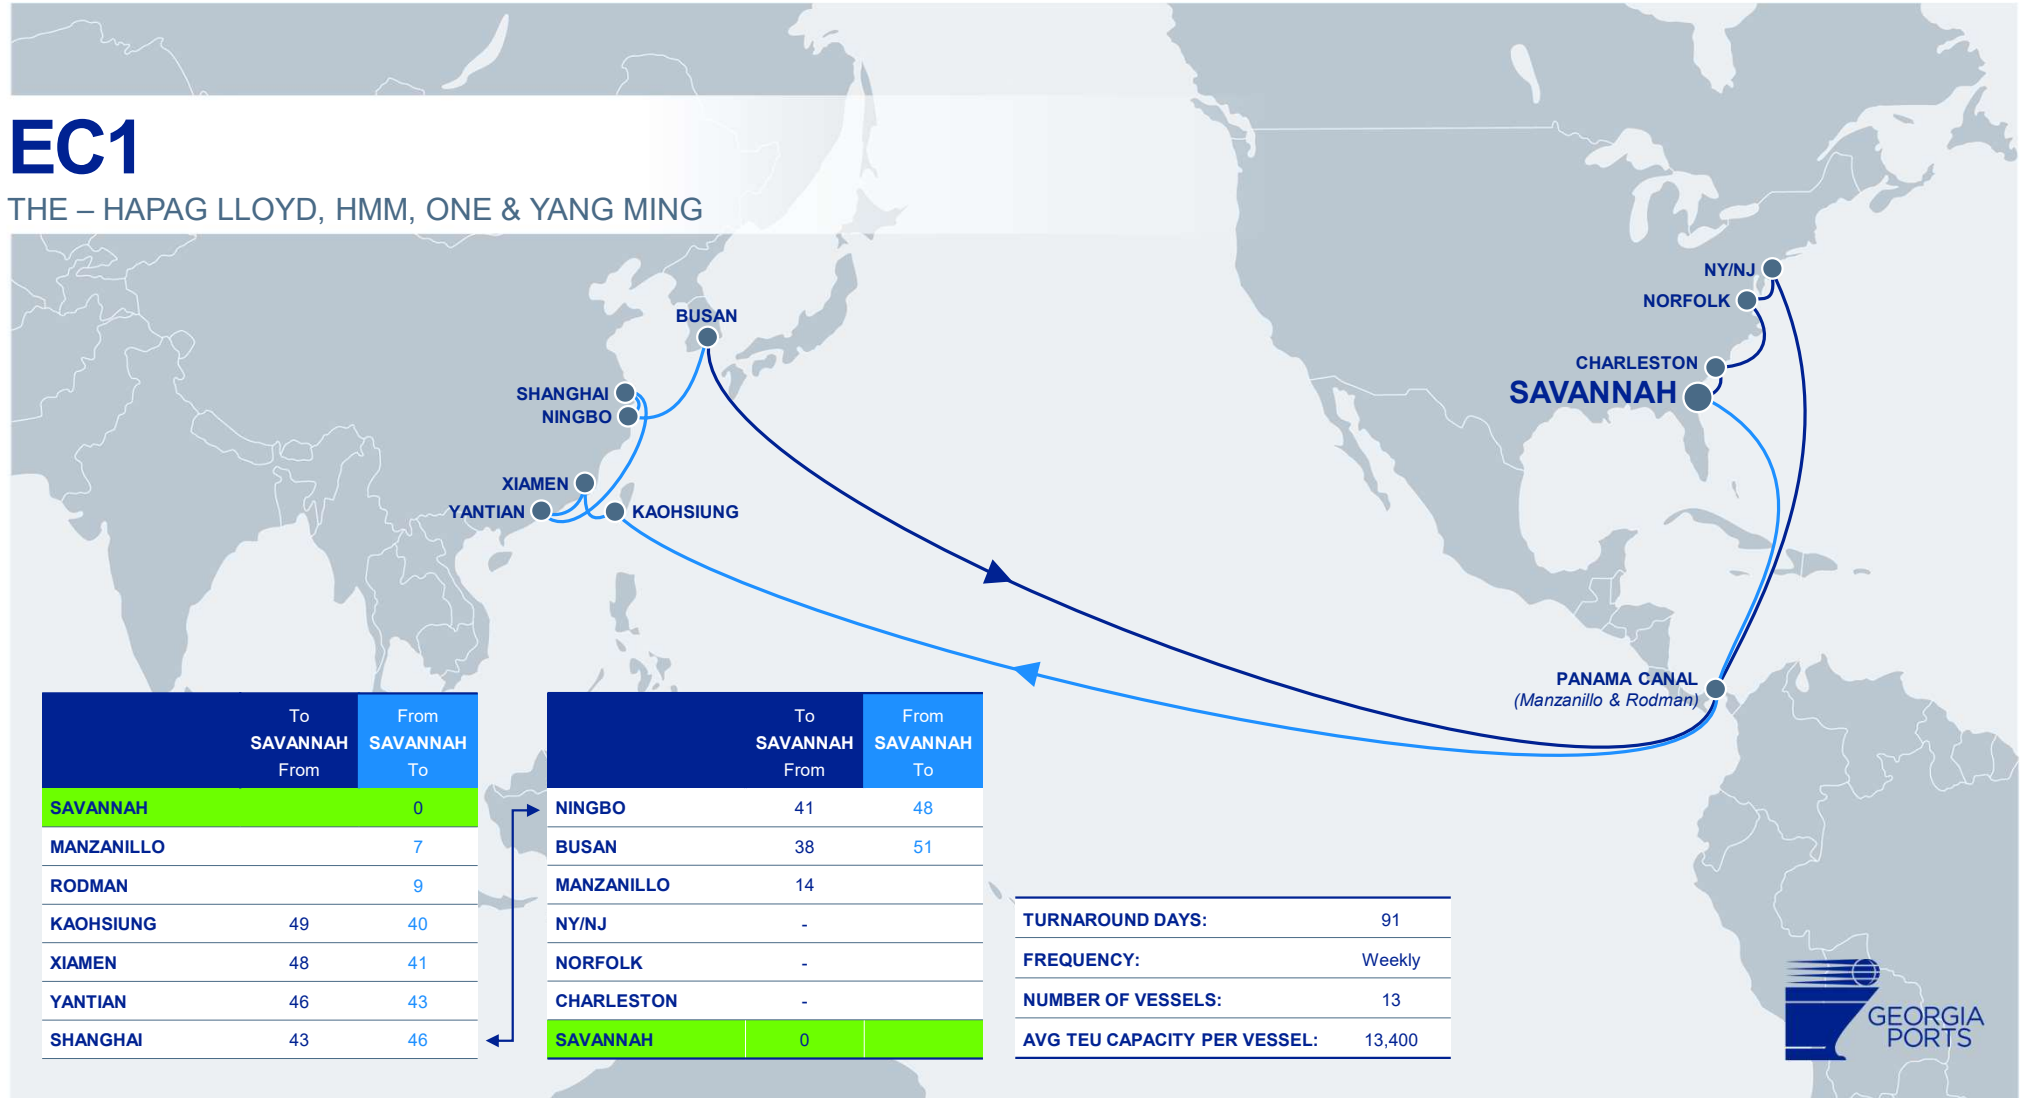 EC1
THE – HAPAG LLOYD, HMM, ONE & YANG MING
NY/NJ
NORFOLK
BUSAN
CHARLESTON
SAVANNAH
SHANGHAI
NINGBO
XIAMEN
YANTIAN
KAOHSIUNG
PANAMA CANAL
(Manzanillo & Rodman)
To SAVANNAH From
From SAVANNAH To
SAVANNAH 0
MANZANILLO 7
RODMAN 9
KAOHSIUNG 49 40
XIAMEN 48 41
YANTIAN 46 43
SHANGHAI 43 46
To SAVANNAH From
From SAVANNAH To
NINGBO 41 48
BUSAN 38 51
MANZANILLO 14
NY/NJ -
NORFOLK -
CHARLESTON -
SAVANNAH 0
TURNAROUND DAYS: 91
FREQUENCY: Weekly
NUMBER OF VESSELS: 13
AVG TEU CAPACITY PER VESSEL: 13,400
GEORGIA
PORTS